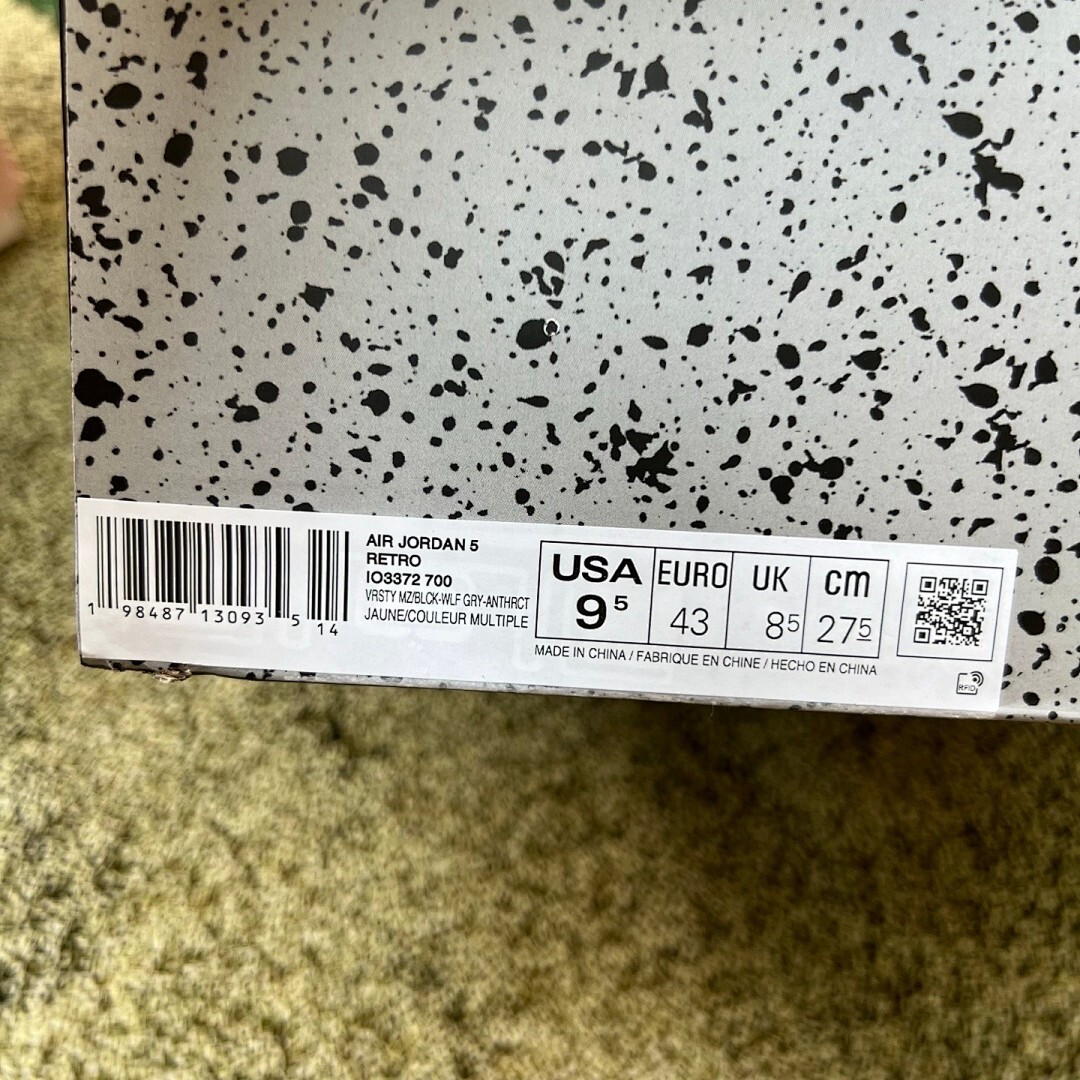 1 98487 13093 5 14
AIR JORDAN 5
RETRO
IO3372 700
VRSTY MZ/BLCK-WLF GRY-ANTHRCT
JAUNE/COULEUR MULTIPLE
USA
9⁵
EURO
43
UK
8⁵
cm
27⁵
MADE IN CHINA / FABRIQUE EN CHINE / HECHO EN CHINA
RFID